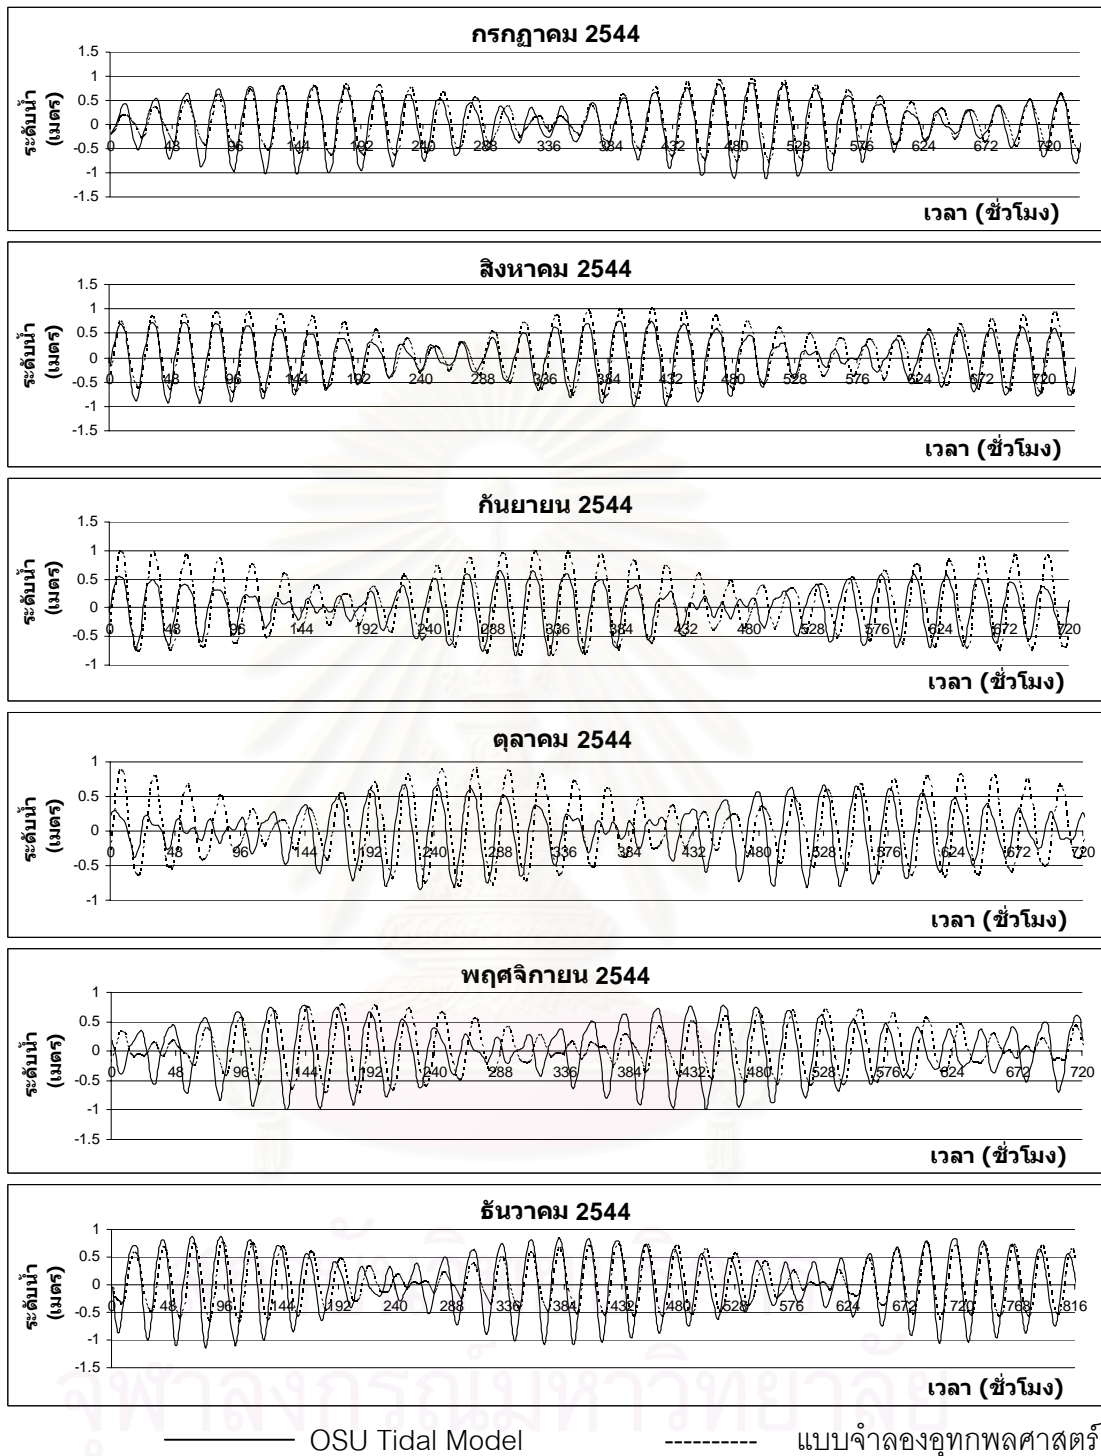 กรกฎาคม 2544
1.5
1
0.5
0
-0.5
-1
-1.5
ระดับน้ำ
(เมตร)
0 48 96 144 192 240 288 336 384 432 480 528 576 624 672 720
เวลา (ชั่วโมง)
สิงหาคม 2544
1.5
1
0.5
0
-0.5
-1
-1.5
ระดับน้ำ
(เมตร)
0 48 96 144 192 240 288 336 384 432 480 528 576 624 672 720
เวลา (ชั่วโมง)
กันยายน 2544
1.5
1
0.5
0
-0.5
-1
ระดับน้ำ
(เมตร)
0 48 96 144 192 240 288 336 384 432 480 528 576 624 672 720
เวลา (ชั่วโมง)
ตุลาคม 2544
1
0.5
0
-0.5
-1
ระดับน้ำ
(เมตร)
0 48 96 144 192 240 288 336 384 432 480 528 576 624 672 720
เวลา (ชั่วโมง)
พฤศจิกายน 2544
1
0.5
0
-0.5
-1
-1.5
ระดับน้ำ
(เมตร)
0 48 96 144 192 240 288 336 384 432 480 528 576 624 672 720
เวลา (ชั่วโมง)
ธันวาคม 2544
1
0.5
0
-0.5
-1
-1.5
ระดับน้ำ
(เมตร)
0 48 96 144 192 240 288 336 384 432 480 528 576 624 672 720 768 816
เวลา (ชั่วโมง)
จุฬาลงกรณ์มหาวิทยาลัย
OSU Tidal Model แบบจำลองอุทกพลศาสตร์